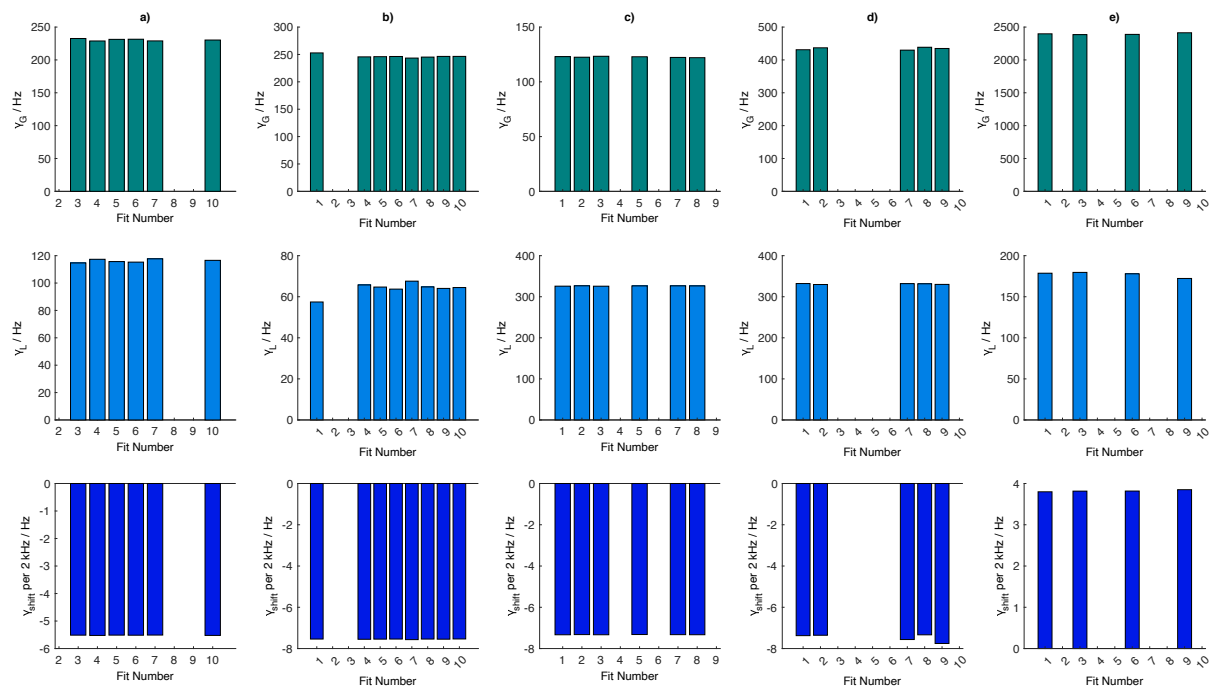 a)
250
200
150
100
50
0
γG / Hz
2 3 4 5 6 7 8 9 10
Fit Number
b)
300
250
200
150
100
50
0
γG / Hz
1 2 3 4 5 6 7 8 9 10
Fit Number
c)
150
100
50
0
γG / Hz
1 2 3 4 5 6 7 8 9
Fit Number
d)
500
400
300
200
100
0
γG / Hz
1 2 3 4 5 6 7 8 9 10
Fit Number
e)
2500
2000
1500
1000
500
0
γG / Hz
1 2 3 4 5 6 7 8 9 10
Fit Number
120
100
80
60
40
20
0
γL / Hz
2 3 4 5 6 7 8 9 10
Fit Number
80
60
40
20
0
γL / Hz
1 2 3 4 5 6 7 8 9 10
Fit Number
400
300
200
100
0
γL / Hz
1 2 3 4 5 6 7 8 9
Fit Number
400
300
200
100
0
γL / Hz
1 2 3 4 5 6 7 8 9 10
Fit Number
200
150
100
50
0
γL / Hz
1 2 3 4 5 6 7 8 9 10
Fit Number
0
-1
-2
-3
-4
-5
-6
γshift per 2 kHz / Hz
2 3 4 5 6 7 8 9 10
Fit Number
0
-2
-4
-6
-8
γshift per 2 kHz / Hz
1 2 3 4 5 6 7 8 9 10
Fit Number
0
-2
-4
-6
-8
γshift per 2 kHz / Hz
1 2 3 4 5 6 7 8 9
Fit Number
0
-2
-4
-6
-8
γshift per 2 kHz / Hz
1 2 3 4 5 6 7 8 9 10
Fit Number
4
3
2
1
0
γshift per 2 kHz / Hz
1 2 3 4 5 6 7 8 9 10
Fit Number